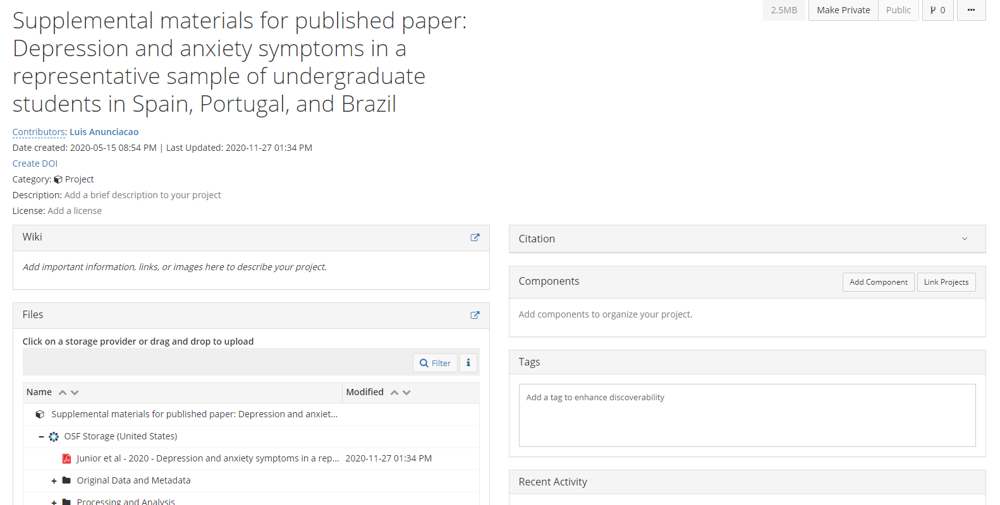 Supplemental materials for published paper:
Depression and anxiety symptoms in a
representative sample of undergraduate
students in Spain, Portugal, and Brazil
2.5MB
Make Private
Public
0
Contributors: Luis Anunciacao
Date created: 2020-05-15 08:54 PM | Last Updated: 2020-11-27 01:34 PM
Create DOI
Category: Project
Description: Add a brief description to your project
License: Add a license
Wiki
Add important information, links, or images here to describe your project.
Files
Click on a storage provider or drag and drop to upload
Filter
Name
Modified
Supplemental materials for published paper: Depression and anxiet...
OSF Storage (United States)
Junior et al - 2020 - Depression and anxiety symptoms in a rep... 2020-11-27 01:34 PM
Original Data and Metadata
Processing and Analysis
Citation
Components
Add Component
Link Projects
Add components to organize your project.
Tags
Add a tag to enhance discoverability
Recent Activity